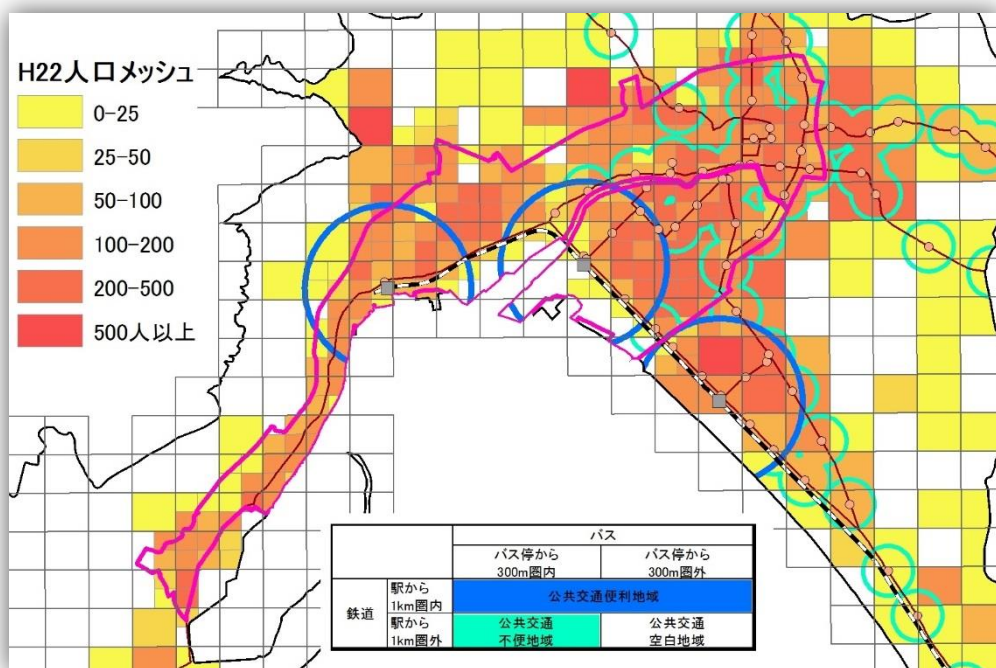 H22人口メッシュ
0-25
25-50
50-100
100-200
200-500
500人以上
バス
バス停から
300m圏内
バス停から
300m圏外
鉄道
駅から
1km圏内
公共交通便利地域
駅から
1km圏外
公共交通
不便地域
公共交通
空白地域